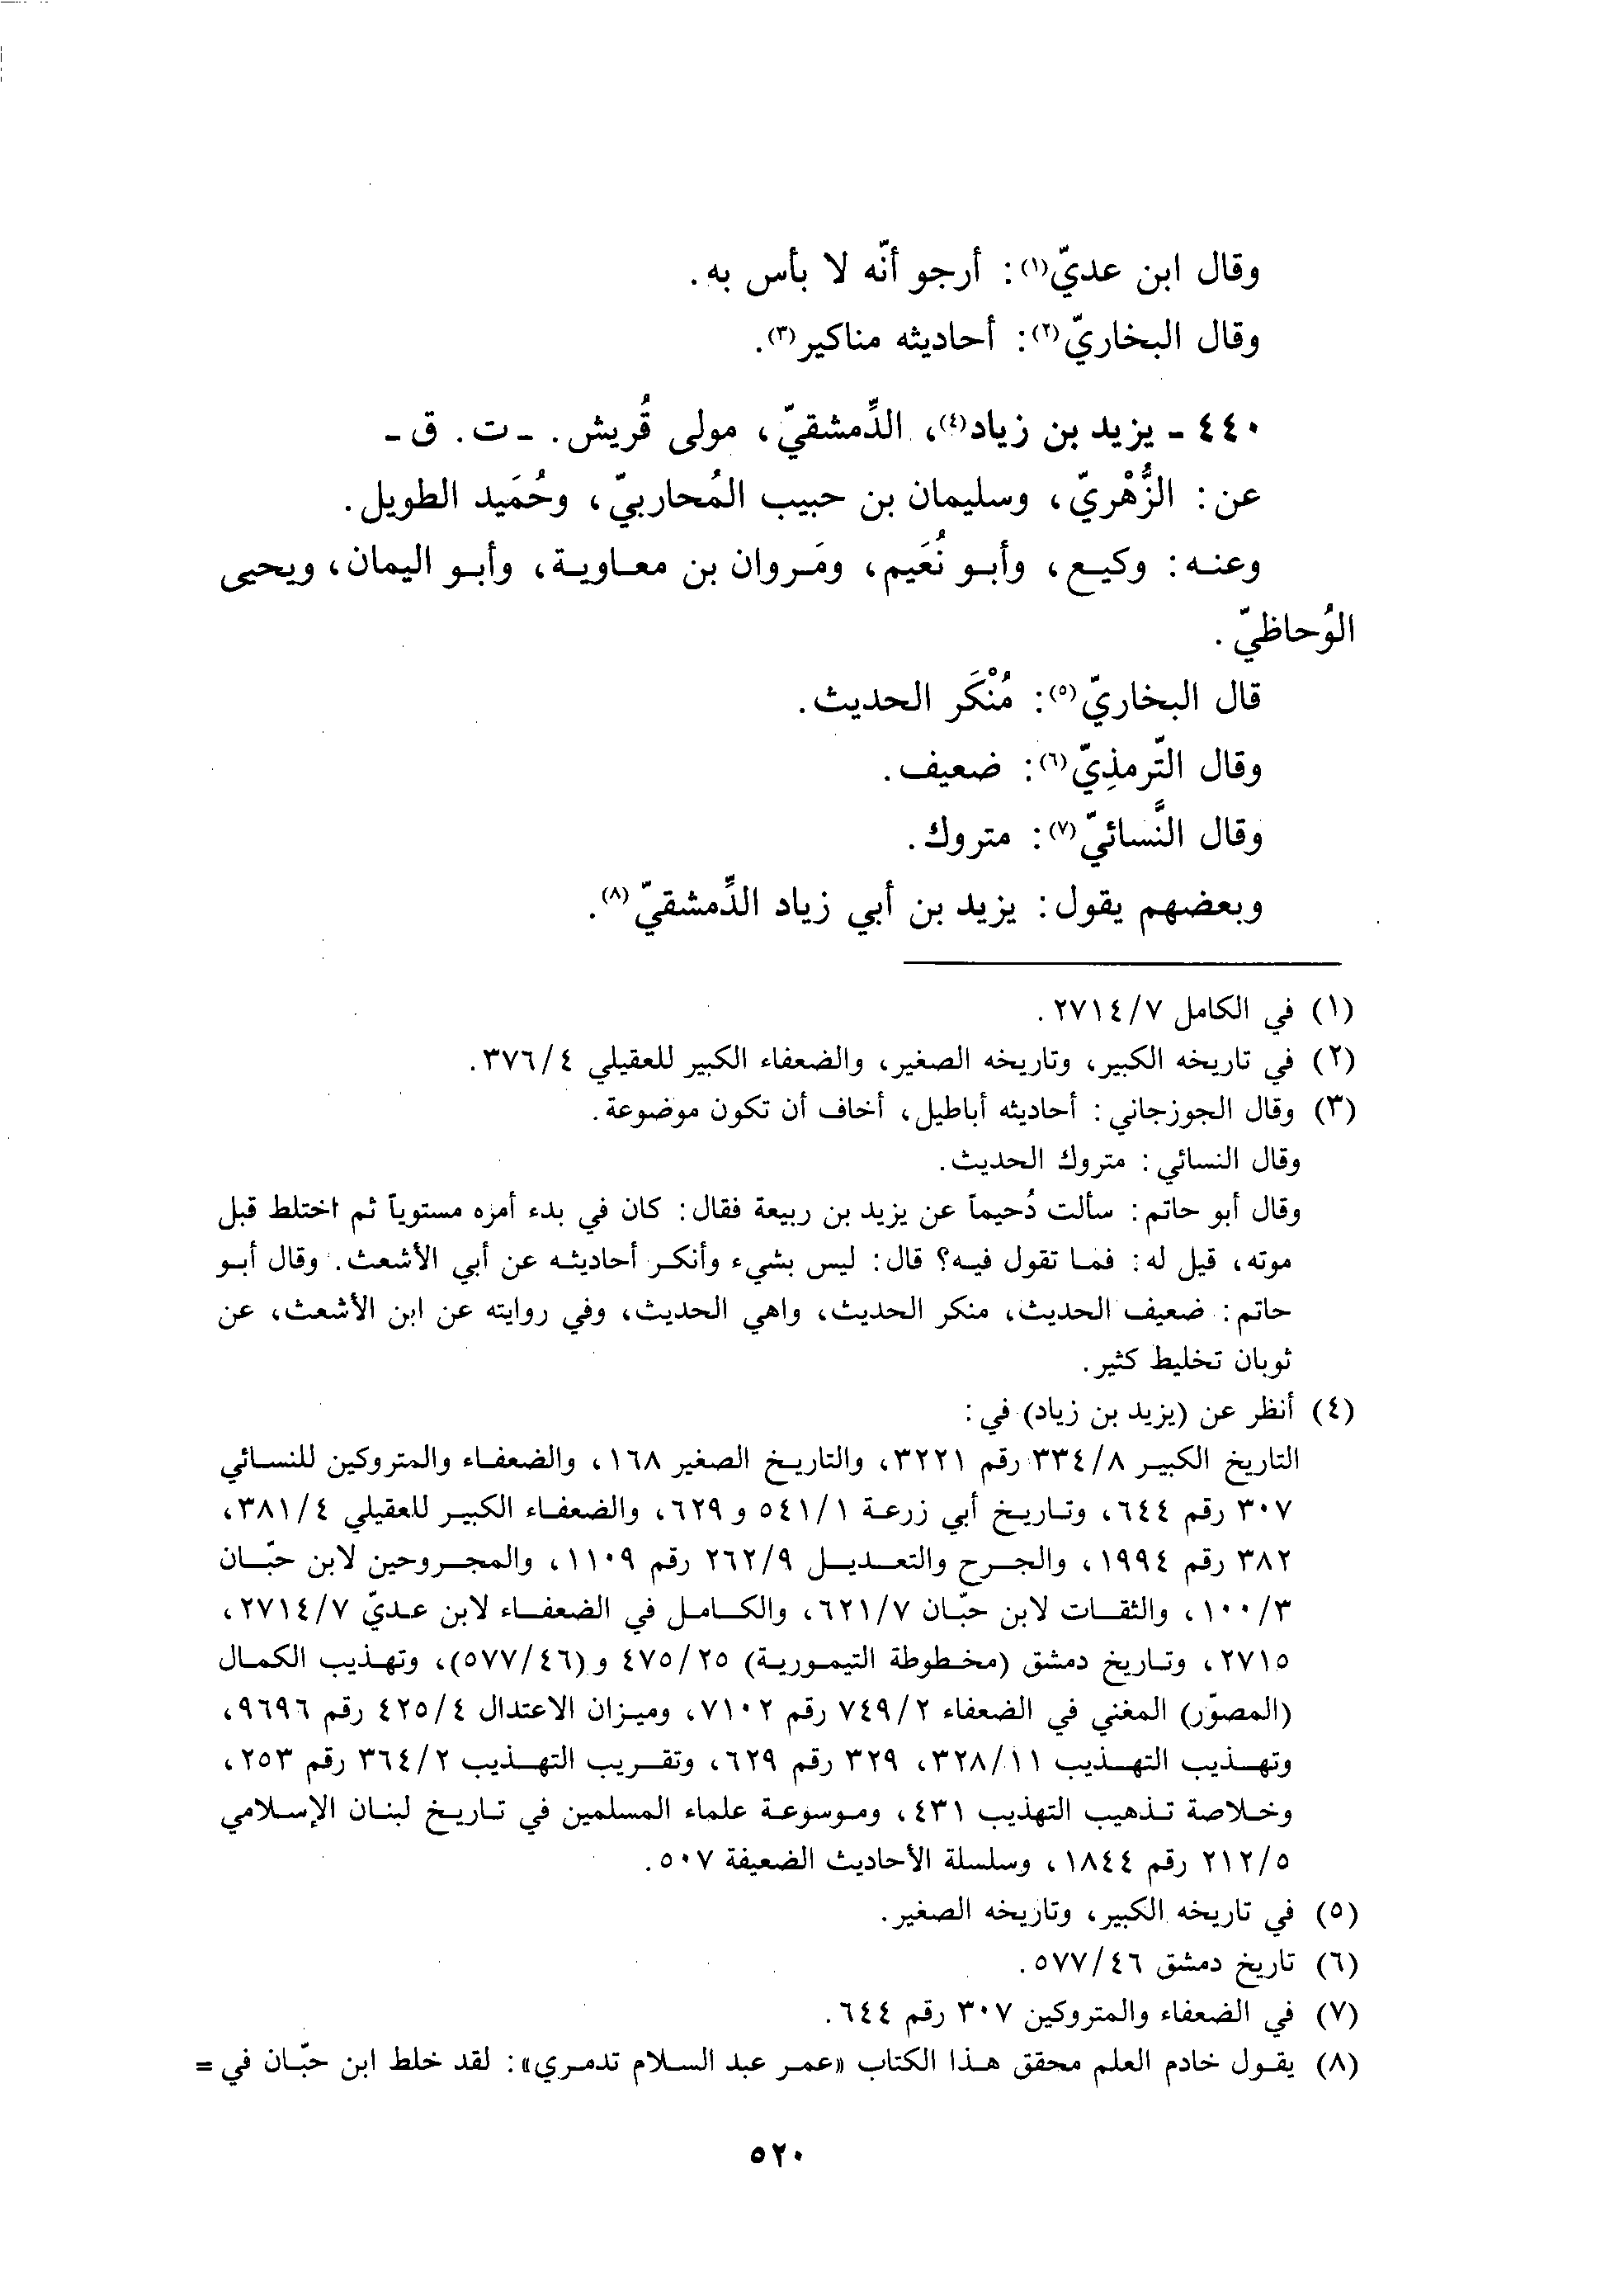 وقال ابن عديّ(١): أرجو أنّه لا بأس به.
وقال البخاريّ(٢): أحاديثه مناكير(٣).
٤٤٠ - يزيد بن زياد(٤)، الدِّمشقيّ، مولى قُريش. - ت. ق -
عن: الزُّهْريّ، وسليمان بن حبيب المُحاربيّ، وحُمَيد الطويل.
وعنه: وكيع، وأبو نُعَيم، ومَروان بن معاوية، وأبو اليمان، ويحيى
الوُحاظيّ.
قال البخاريّ(٥): مُنْكَر الحديث.
وقال التّرمذِيّ(٦): ضعيف.
وقال النَّسائيّ(٧): متروك.
وبعضهم يقول: يزيد بن أبي زياد الدِّمشقيّ(٨).
(١) في الكامل ٢٧١٤/٧.
(٢) في تاريخه الكبير، وتاريخه الصغير، والضعفاء الكبير للعقيلي ٣٧٦/٤.
(٣) وقال الجوزجاني: أحاديثه أباطيل، أخاف أن تكون موضوعة.
وقال النسائي: متروك الحديث.
وقال أبو حاتم: سألت دُحيماً عن يزيد بن ربيعة فقال: كان في بدء أمره مستوياً ثم اختلط قبل
موته، قيل له: فما تقول فيه؟ قال: ليس بشيء وأنكر أحاديثه عن أبي الأشعث. وقال أبو
حاتم: ضعيف الحديث، منكر الحديث، واهي الحديث، وفي روايته عن ابن الأشعث، عن
ثوبان تخليط كثير.
(٤) أنظر عن (يزيد بن زياد) في:
التاريخ الكبير ٣٣٤/٨ رقم ٣٢٢١، والتاريخ الصغير ١٦٨، والضعفاء والمتروكين للنسائي
٣٠٧ رقم ٦٤٤، وتاريخ أبي زرعة ٥٤١/١ و ٦٢٩، والضعفاء الكبير للعقيلي ٣٨١/٤،
٣٨٢ رقم ١٩٩٤، والجرح والتعديل ٢٦٢/٩ رقم ١١٠٩، والمجروحين لابن حبّان
١٠٠/٣، والثقات لابن حبّان ٦٢١/٧، والكامل في الضعفاء لابن عديّ ٢٧١٤/٧،
٢٧١٥، وتاريخ دمشق (مخطوطة التيمورية) ٤٧٥/٢٥ و(٥٧٧/٤٦)، وتهذيب الكمال
(المصوّر) المغني في الضعفاء ٧٤٩/٢ رقم ٧١٠٢، وميزان الاعتدال ٤٢٥/٤ رقم ٩٦٩٦،
وتهذيب التهذيب ٣٢٨/١١، ٣٢٩ رقم ٦٢٩، وتقريب التهذيب ٣٦٤/٢ رقم ٢٥٣،
وخلاصة تذهيب التهذيب ٤٣١، وموسوعة علماء المسلمين في تاريخ لبنان الإسلامي
٢١٢/٥ رقم ١٨٤٤، وسلسلة الأحاديث الضعيفة ٥٠٧.
(٥) في تاريخه الكبير، وتاريخه الصغير.
(٦) تاريخ دمشق ٥٧٧/٤٦.
(٧) في الضعفاء والمتروكين ٣٠٧ رقم ٦٤٤.
(٨) يقول خادم العلم محقق هذا الكتاب «عمر عبد السلام تدمري»: لقد خلط ابن حبّان في =
٥٢٠